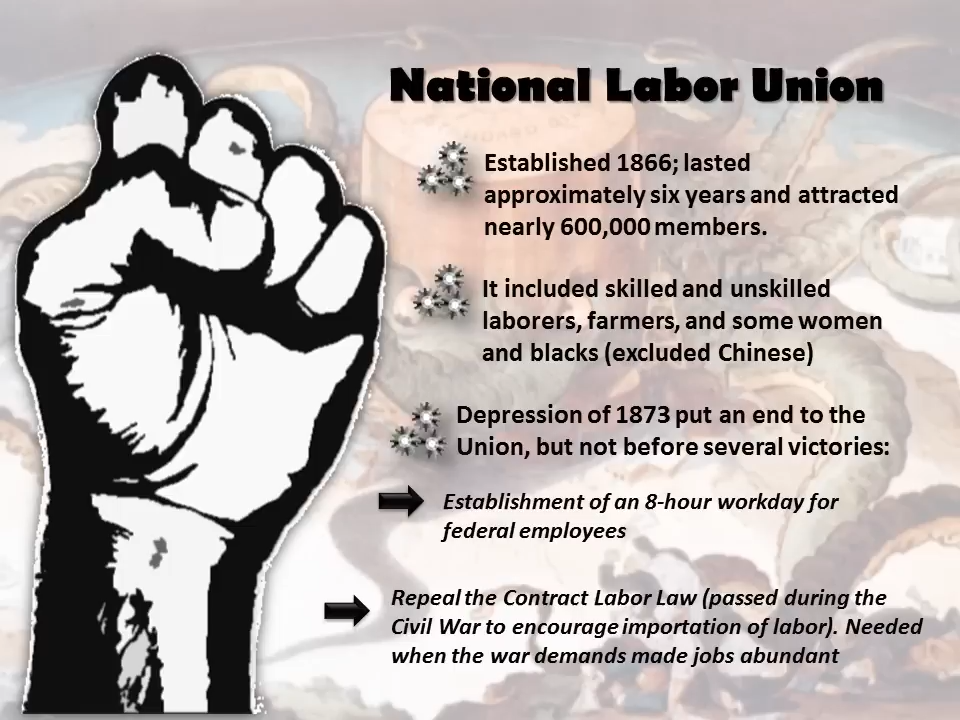 National Labor Union
Established 1866; lasted
approximately six years and attracted
nearly 600,000 members.
It included skilled and unskilled
laborers, farmers, and some women
and blacks (excluded Chinese)
Depression of 1873 put an end to the
Union, but not before several victories:
Establishment of an 8-hour workday for
federal employees
Repeal the Contract Labor Law (passed during the
Civil War to encourage importation of labor). Needed
when the war demands made jobs abundant